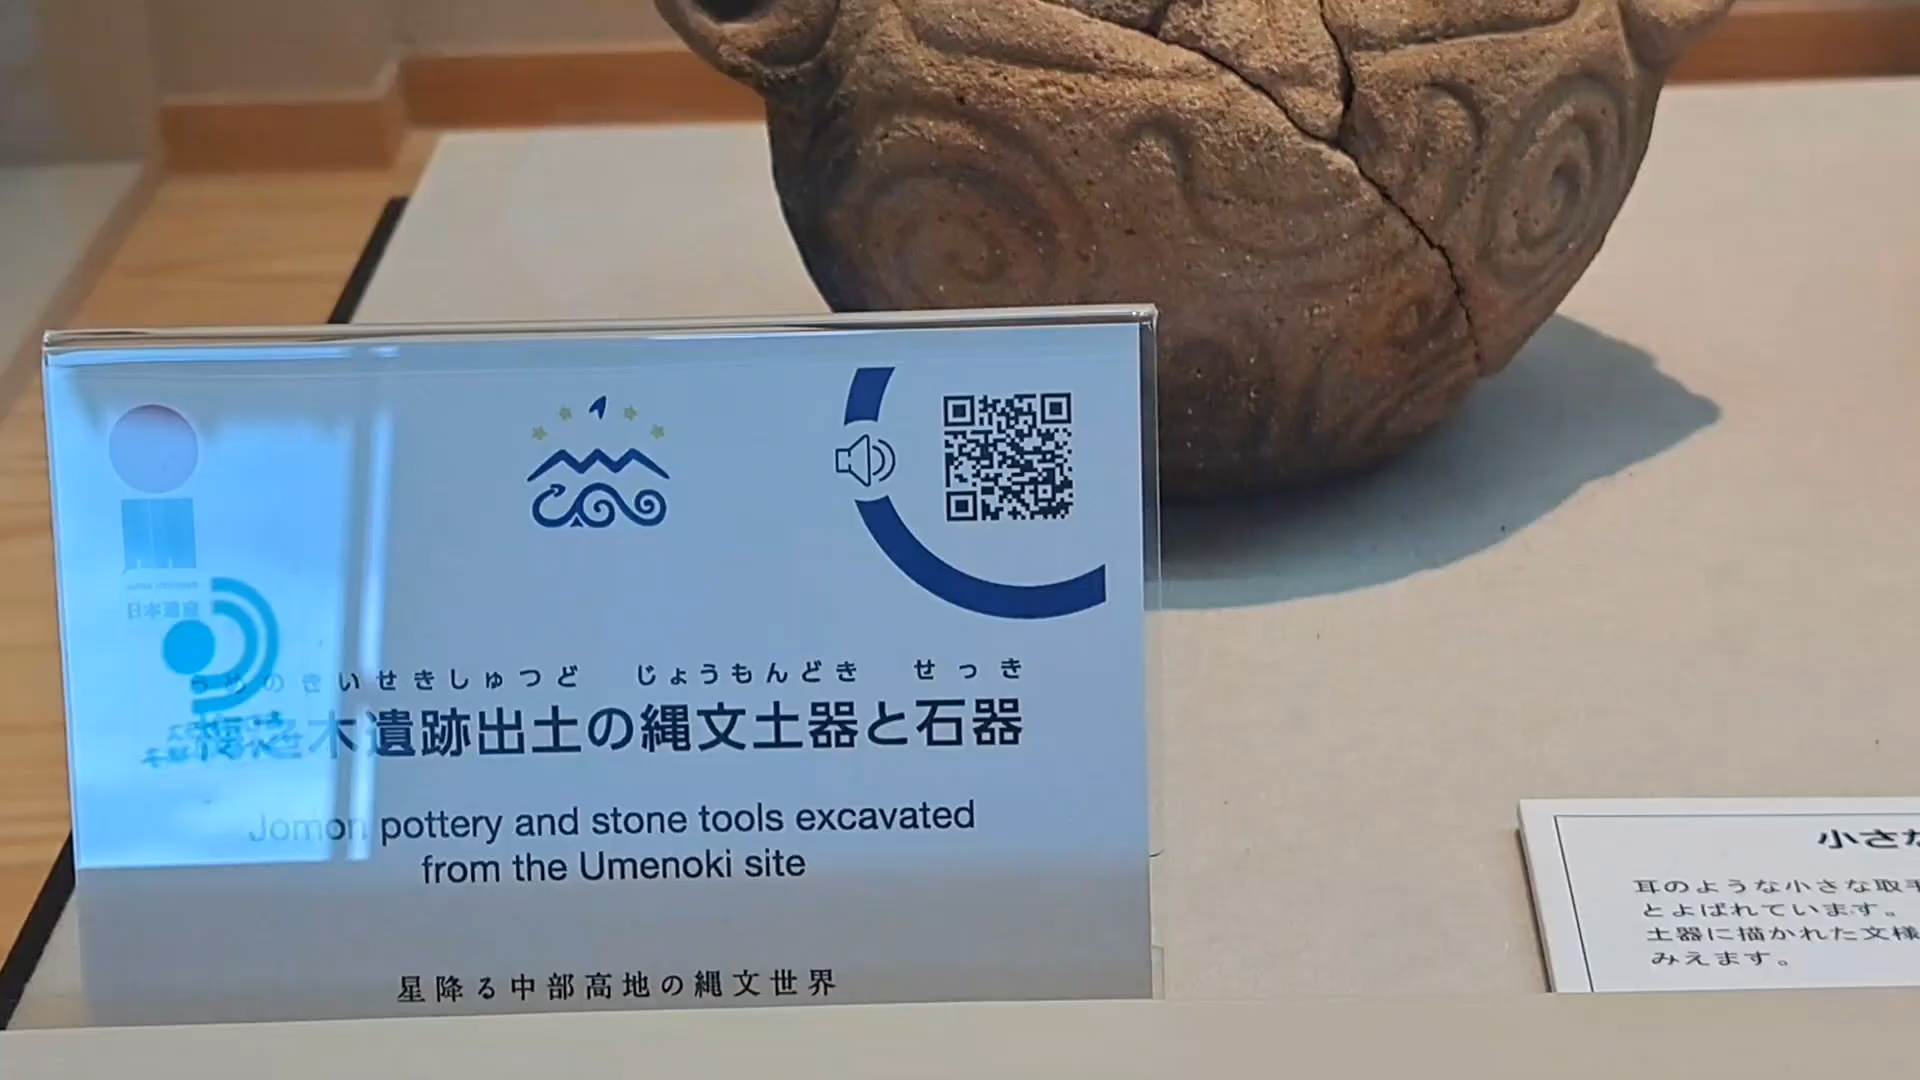 日本遺産
うめのきいせきしゅつど じょうもんどき せっき
梅之木遺跡出土の縄文土器と石器
Jomon pottery and stone tools excavated
from the Umenoki site
星降る中部高地の縄文世界
小さな
耳のような小さな取手
とよばれています。
土器に描かれた文様
みえます。